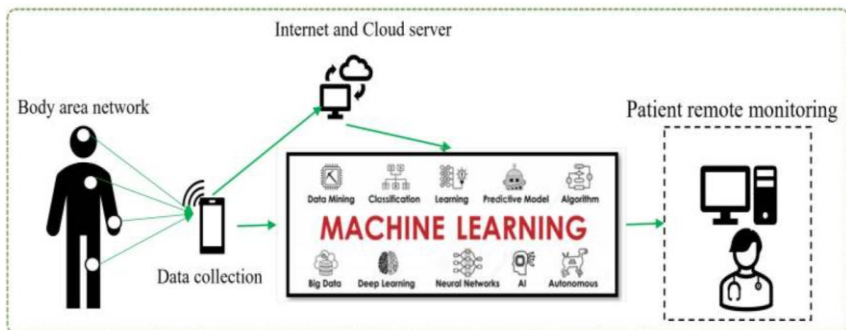 Internet and Cloud server
Body area network
Patient remote monitoring
Data Mining Classification Learning Predictive Model Algorithm
MACHINE LEARNING
Data collection
Big Data Deep Learning Neural Networks AI Autonomous